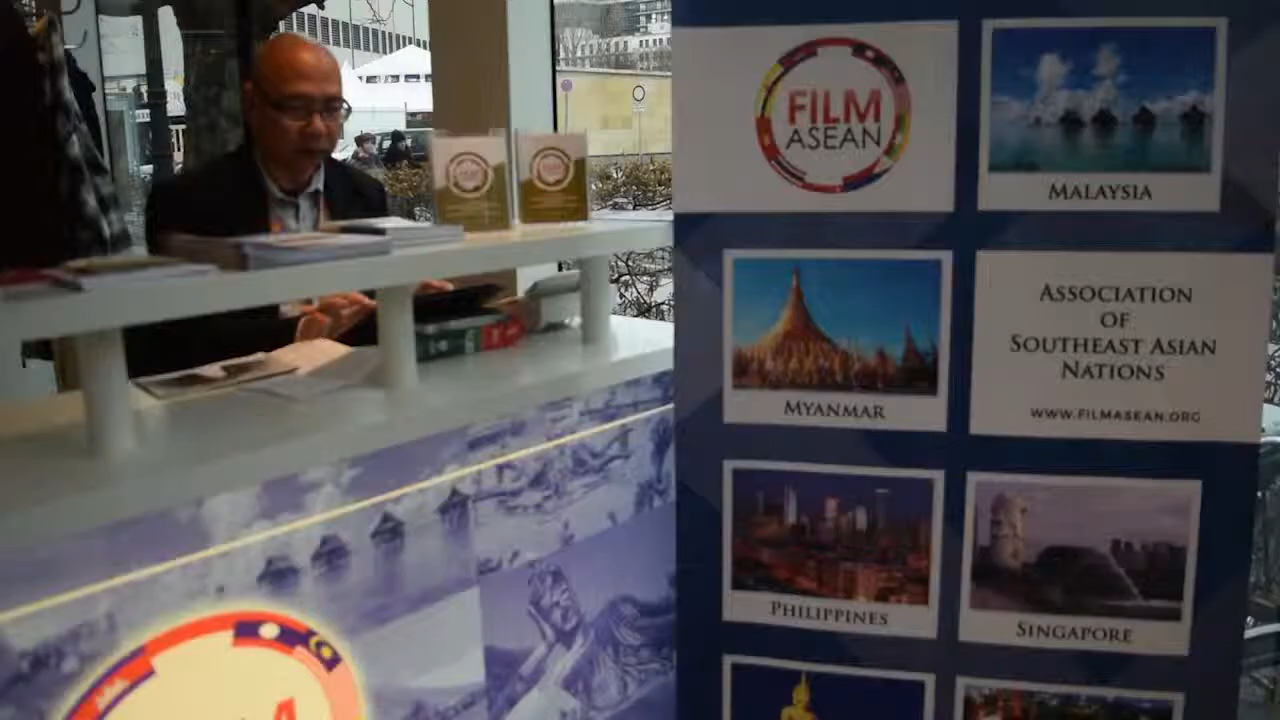 FILM
ASEAN
MALAYSIA
MYANMAR
ASSOCIATION
OF
SOUTHEAST ASIAN
NATIONS
WWW.FILMASEAN.ORG
PHILIPPINES
SINGAPORE